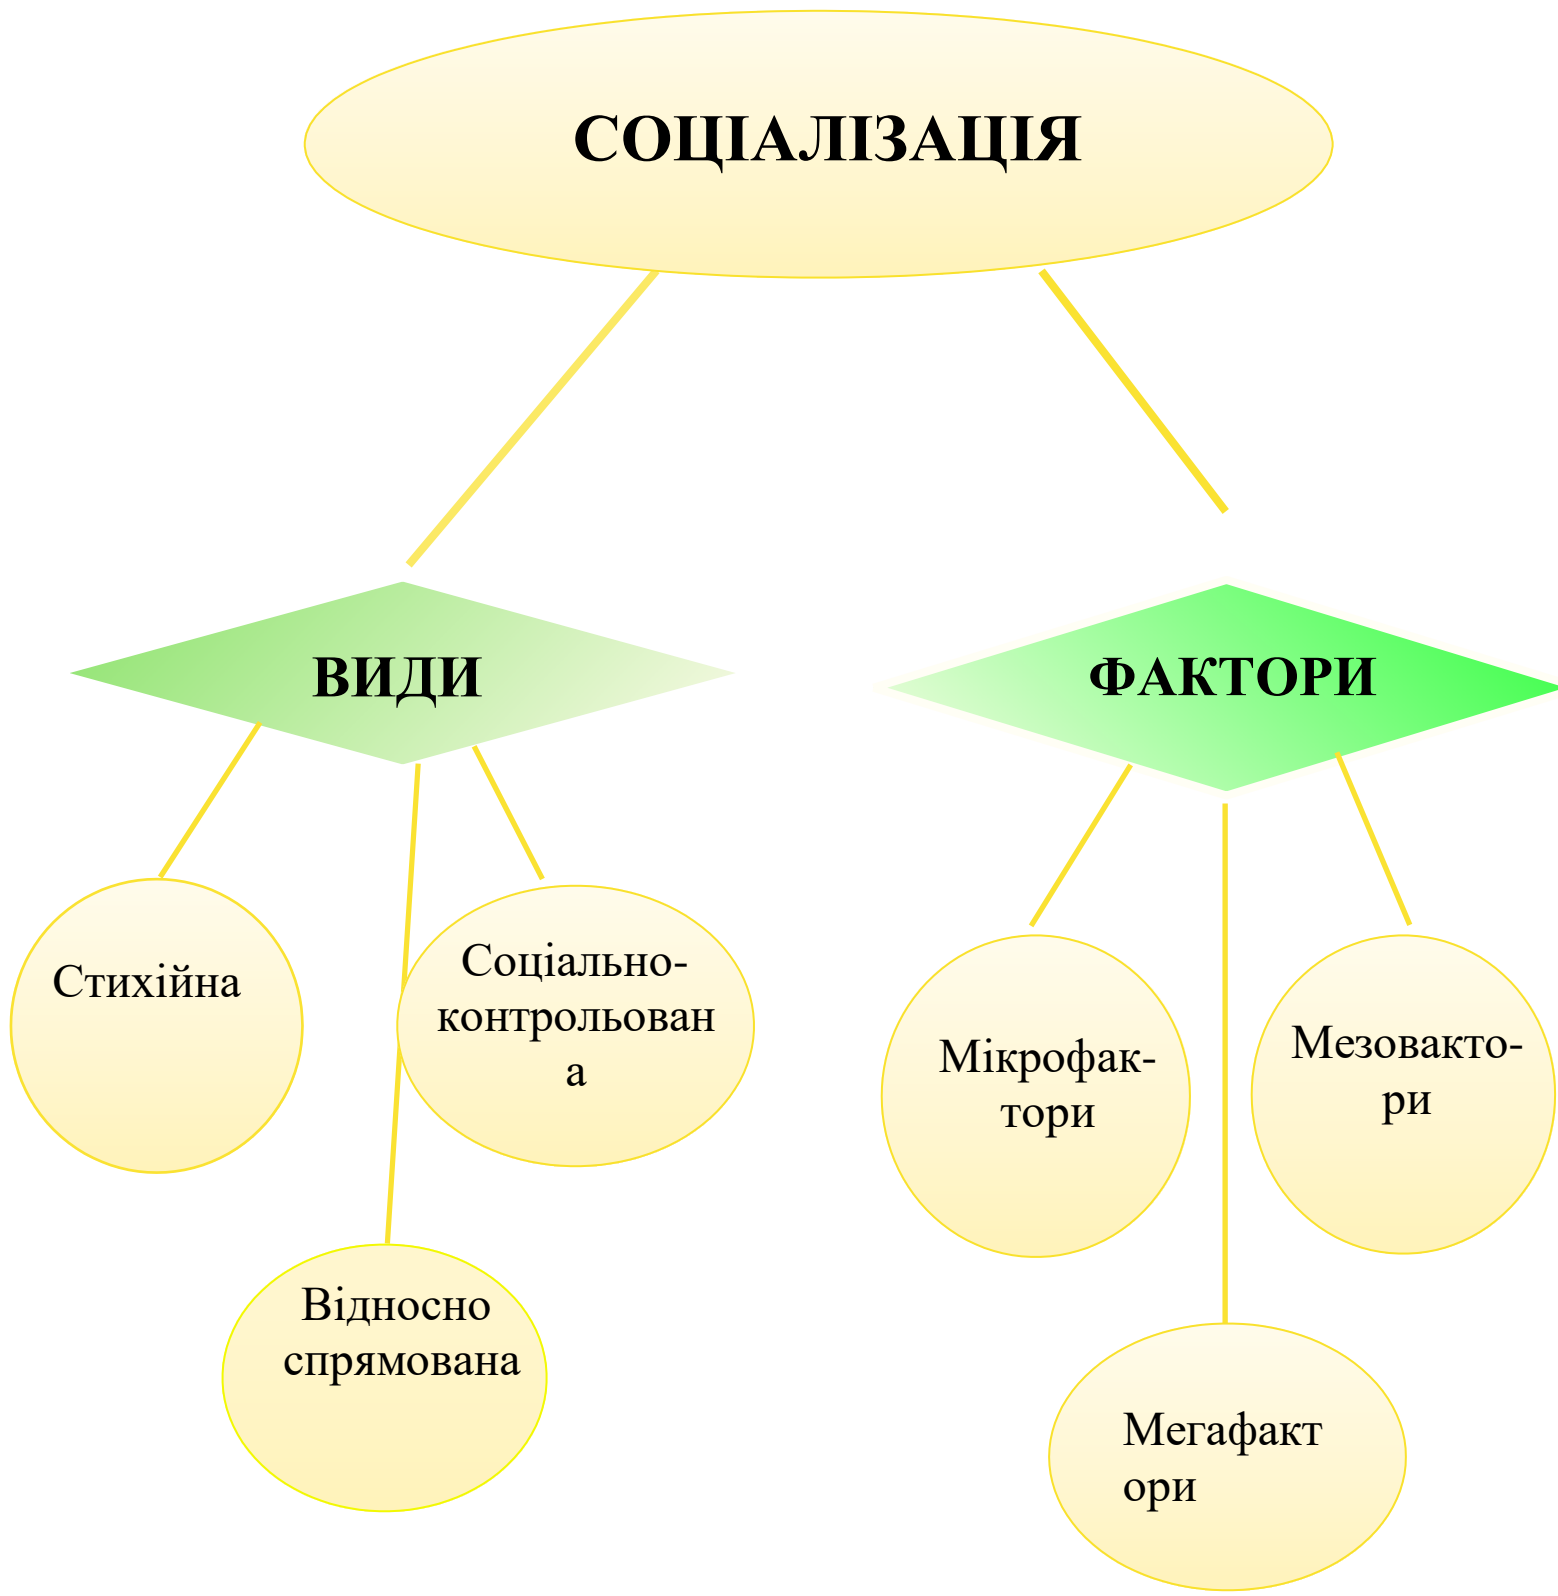 СОЦІАЛІЗАЦІЯ
ВИДИ
ФАКТОРИ
Стихійна
Соціально-
контрольован
а
Відносно
спрямована
Мікрофак-
тори
Мезовакто-
ри
Мегафакт
ори